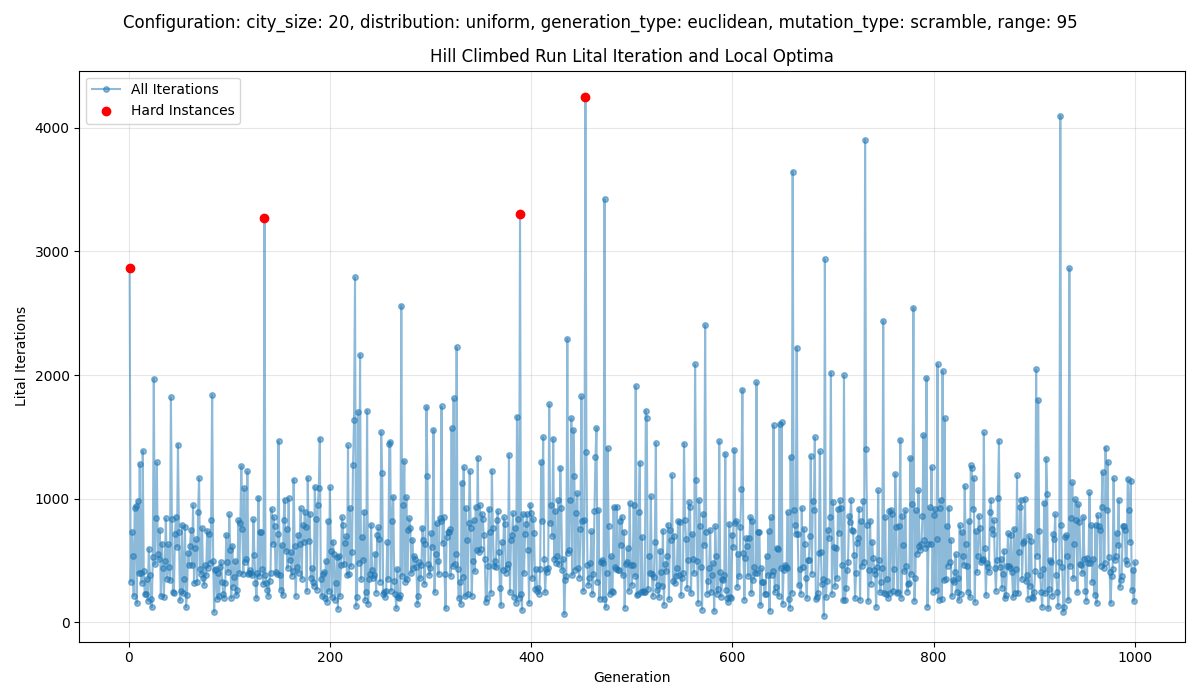 Configuration: city_size: 20, distribution: uniform, generation_type: euclidean, mutation_type: scramble, range: 95
Hill Climbed Run Lital Iteration and Local Optima
All Iterations
Hard Instances
4000
3000
2000
1000
0
Lital Iterations
0 200 400 600 800 1000
Generation